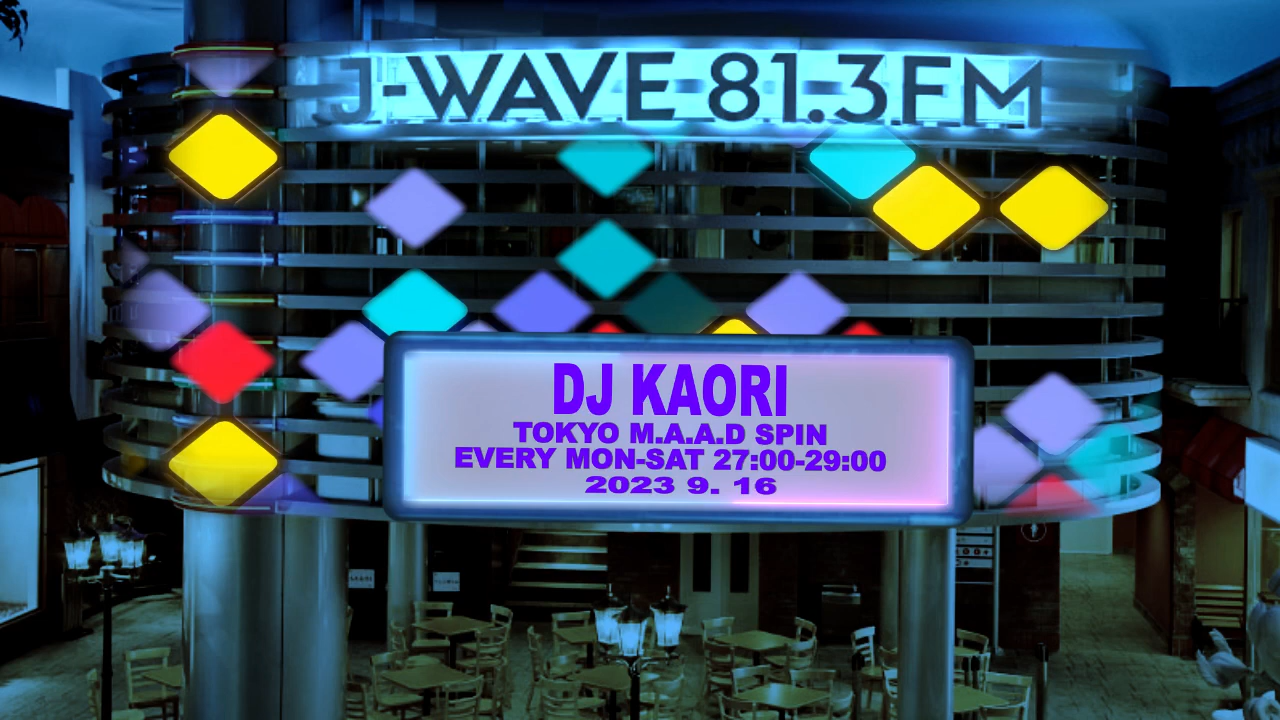 J-WAVE 81.3FM
DJ KAORI
TOKYO M.A.A.D SPIN
EVERY MON-SAT 27:00-29:00
2023 9. 16